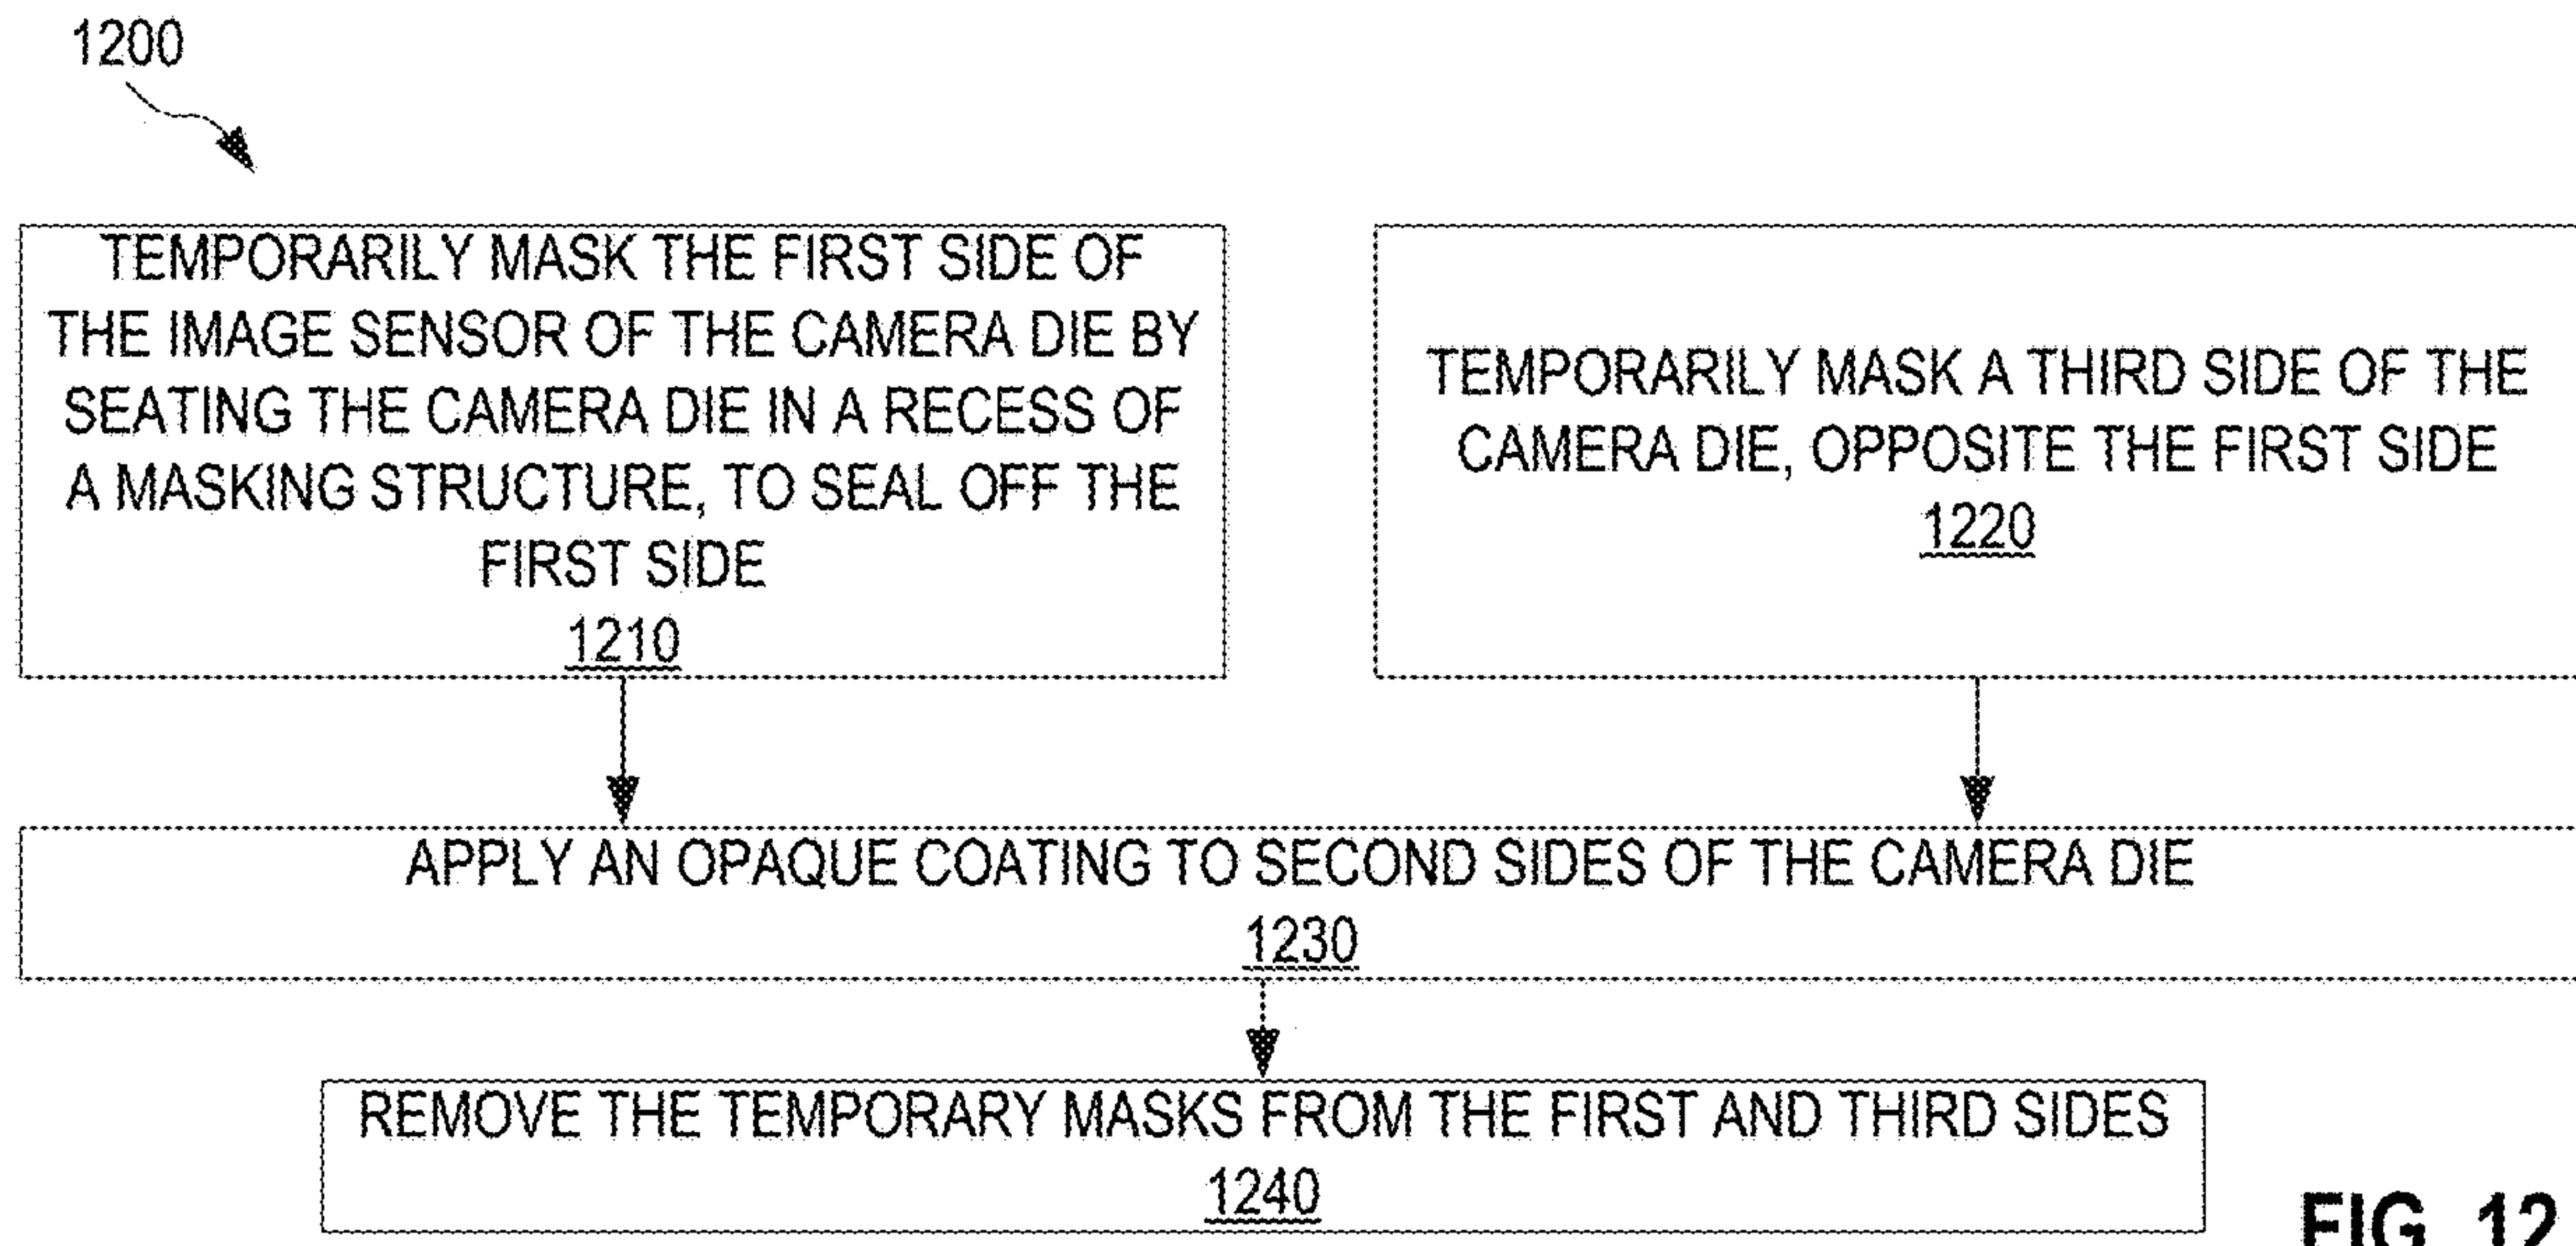 1200
TEMPORARILY MASK THE FIRST SIDE OF
THE IMAGE SENSOR OF THE CAMERA DIE BY
SEATING THE CAMERA DIE IN A RECESS OF
A MASKING STRUCTURE, TO SEAL OFF THE
FIRST SIDE
1210
TEMPORARILY MASK A THIRD SIDE OF THE
CAMERA DIE, OPPOSITE THE FIRST SIDE
1220
APPLY AN OPAQUE COATING TO SECOND SIDES OF THE CAMERA DIE
1230
REMOVE THE TEMPORARY MASKS FROM THE FIRST AND THIRD SIDES
1240
FIG. 12